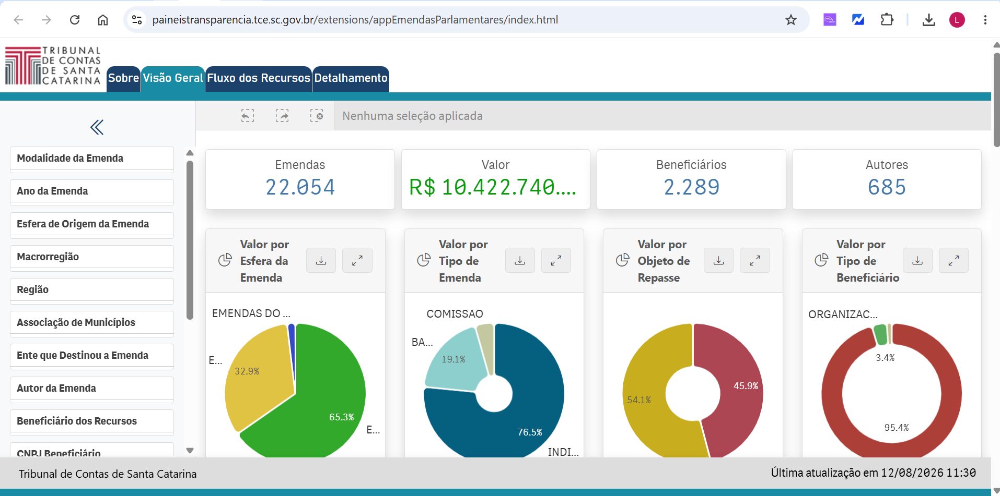 paineistransparencia.tce.sc.gov.br/extensions/appEmendasParlamentares/index.html
L
TRIBUNAL
DE CONTAS
DE SANTA
CATARINA
Sobre
Visão Geral
Fluxo dos Recursos
Detalhamento
Nenhuma seleção aplicada
Modalidade da Emenda
Ano da Emenda
Esfera de Origem da Emenda
Macrorregião
Região
Associação de Municípios
Ente que Destinou a Emenda
Autor da Emenda
Beneficiário dos Recursos
CNPJ Beneficiário
Emendas
22.054
Valor
R$ 10.422.740....
Beneficiários
2.289
Autores
685
Valor por
Esfera da
Emenda
EMENDAS DO ...
E...
32.9%
65.3%
E...
Valor por
Tipo de
Emenda
COMISSAO
BA...
19.1%
76.5%
INDI...
Valor por
Objeto de
Repasse
45.9%
54.1%
Valor por
Tipo de
Beneficiário
ORGANIZAC...
3.4%
95.4%
Tribunal de Contas de Santa Catarina
Última atualização em 12/08/2026 11:30